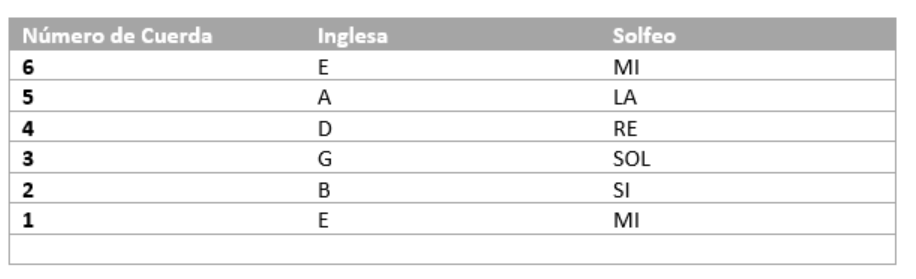 Número de Cuerda Inglesa Solfeo
6 E MI
5 A LA
4 D RE
3 G SOL
2 B SI
1 E MI